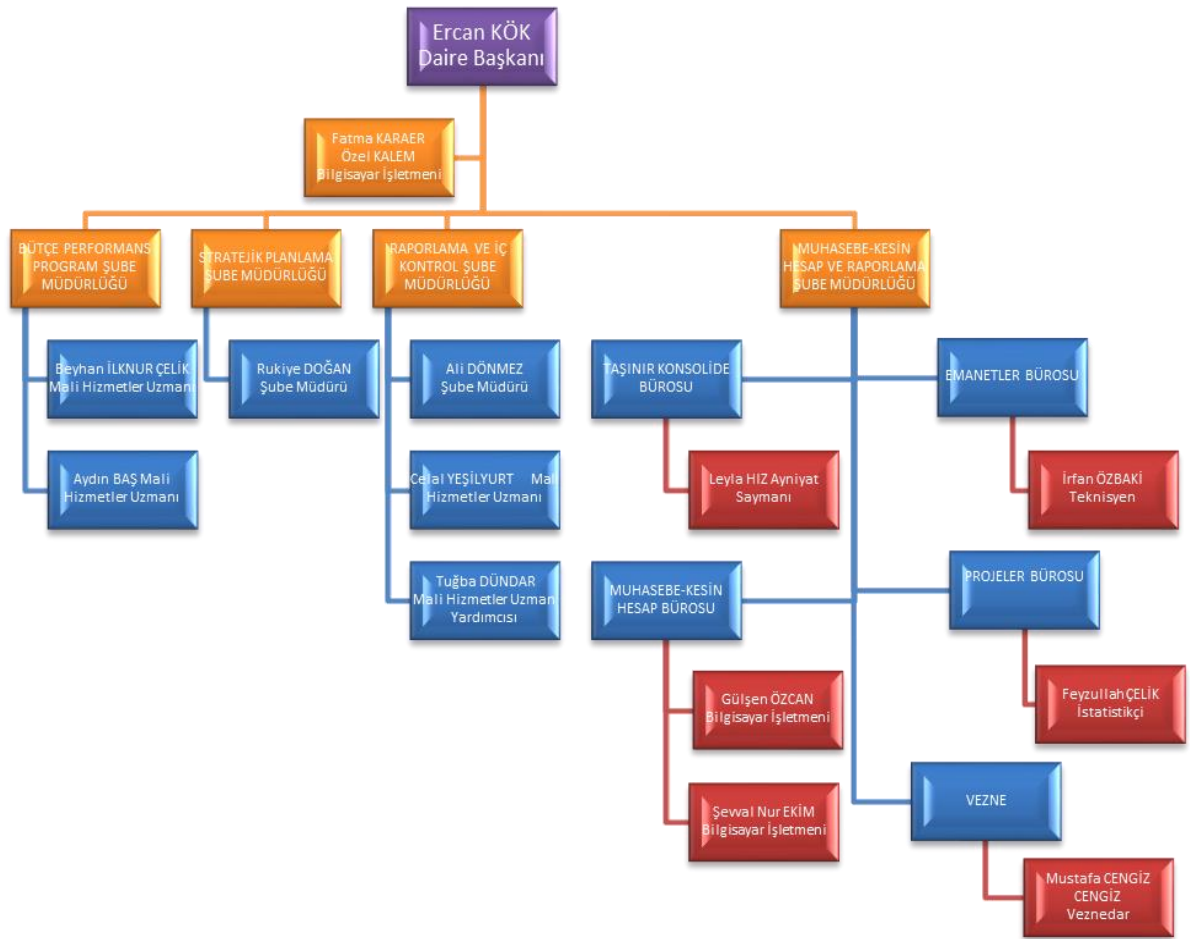 Ercan KÖK
Daire Başkanı
Fatma KARAER
Özel KALEM
Bilgisayar İşletmeni
BÜTÇE PERFORMANS
PROGRAM ŞUBE
MÜDÜRLÜĞÜ
STRATEJİK PLANLAMA
ŞUBE MÜDÜRLÜĞÜ
RAPORLAMA VE İÇ
KONTROL ŞUBE
MÜDÜRLÜĞÜ
MUHASEBE-KESİN
HESAP VE RAPORLAMA
ŞUBE MÜDÜRLÜĞÜ
Beyhan İLKNUR ÇELİK
Mali Hizmetler Uzmanı
Aydın BAŞ Mali
Hizmetler Uzmanı
Rukiye DOĞAN
Şube Müdürü
Ali DÖNMEZ
Şube Müdürü
Celal YEŞİLYURT Mali
Hizmetler Uzmanı
Tuğba DÜNDAR
Mali Hizmetler Uzman
Yardımcısı
TAŞINIR KONSOLİDE
BÜROSU
Leyla HIZ Ayniyat
Saymanı
MUHASEBE-KESİN
HESAP BÜROSU
Gülşen ÖZCAN
Bilgisayar İşletmeni
Şevval Nur EKİM
Bilgisayar İşletmeni
EMANETLER BÜROSU
İrfan ÖZBAKİ
Teknisyen
PROJELER BÜROSU
Feyzullah ÇELİK
İstatistikçi
VEZNE
Mustafa CENGİZ
CENGİZ
Veznedar